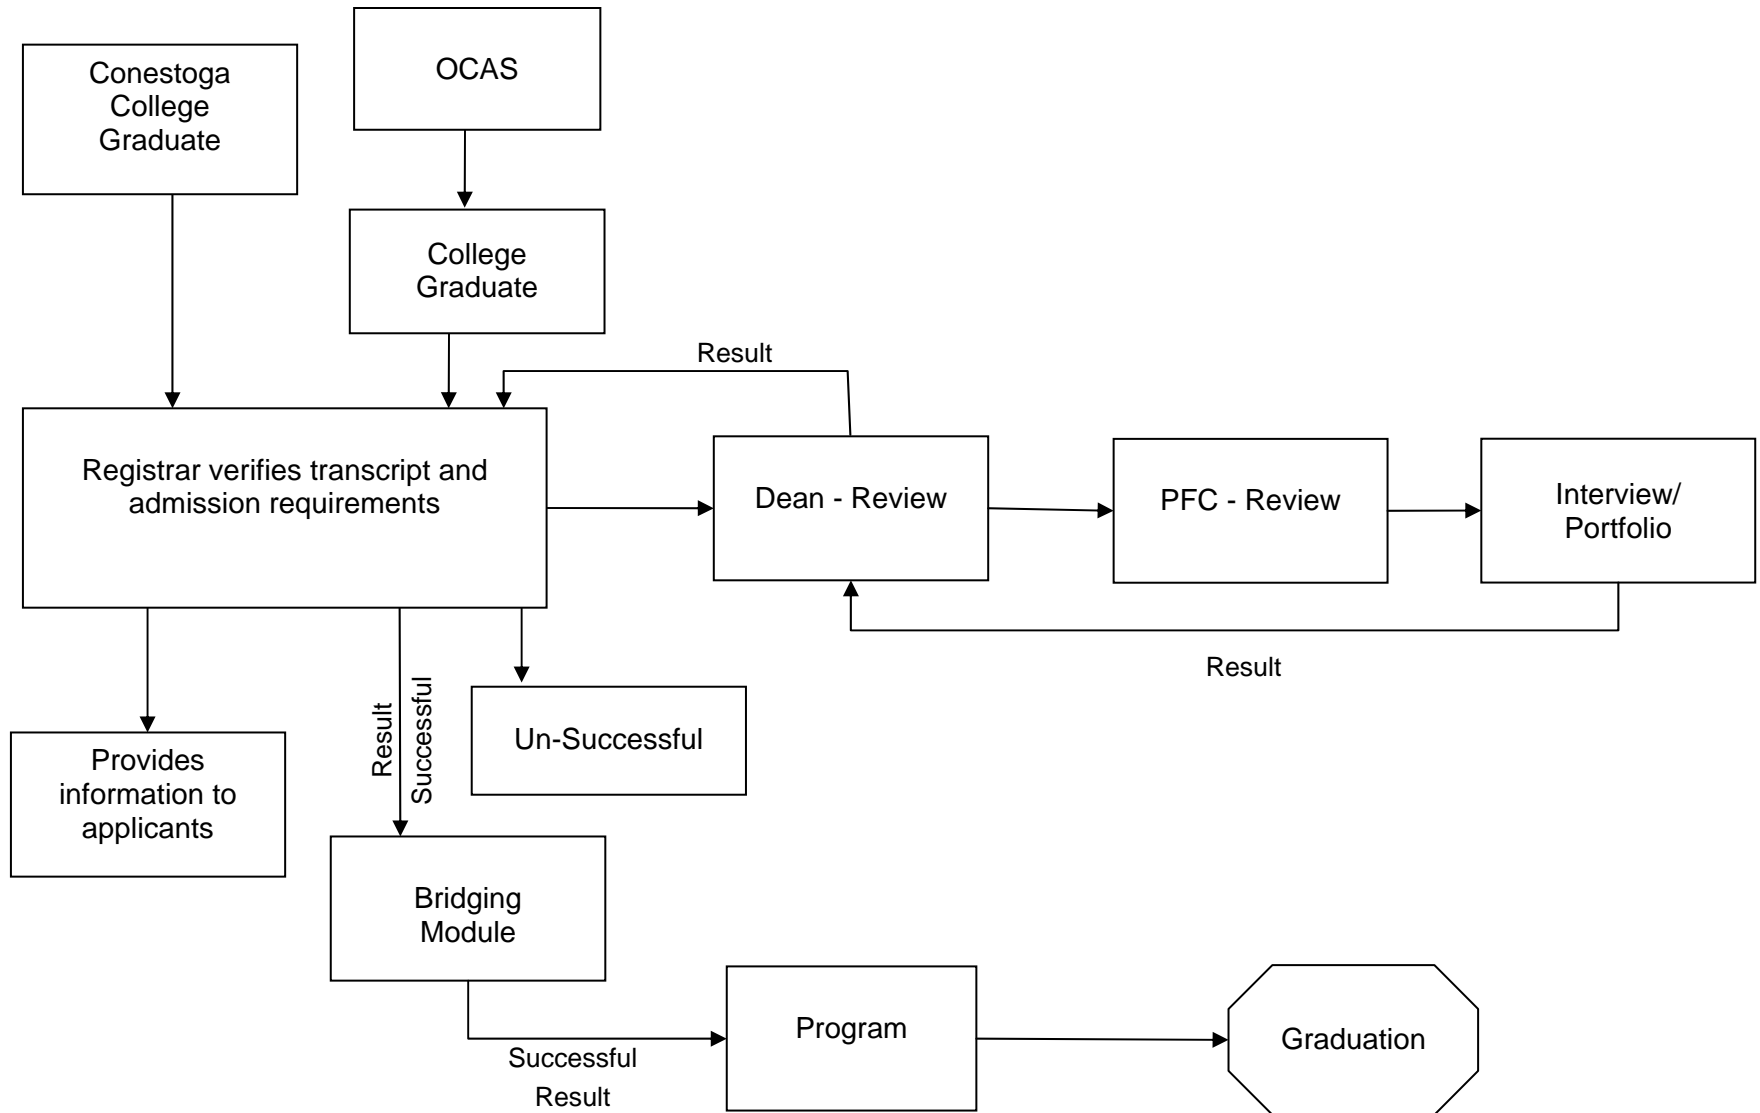 Conestoga
College
Graduate
OCAS
College
Graduate
Result
Registrar verifies transcript and
admission requirements
Dean - Review
PFC - Review
Interview/
Portfolio
Result
Result
Successful
Un-Successful
Provides
information to
applicants
Bridging
Module
Successful
Result
Program
Graduation